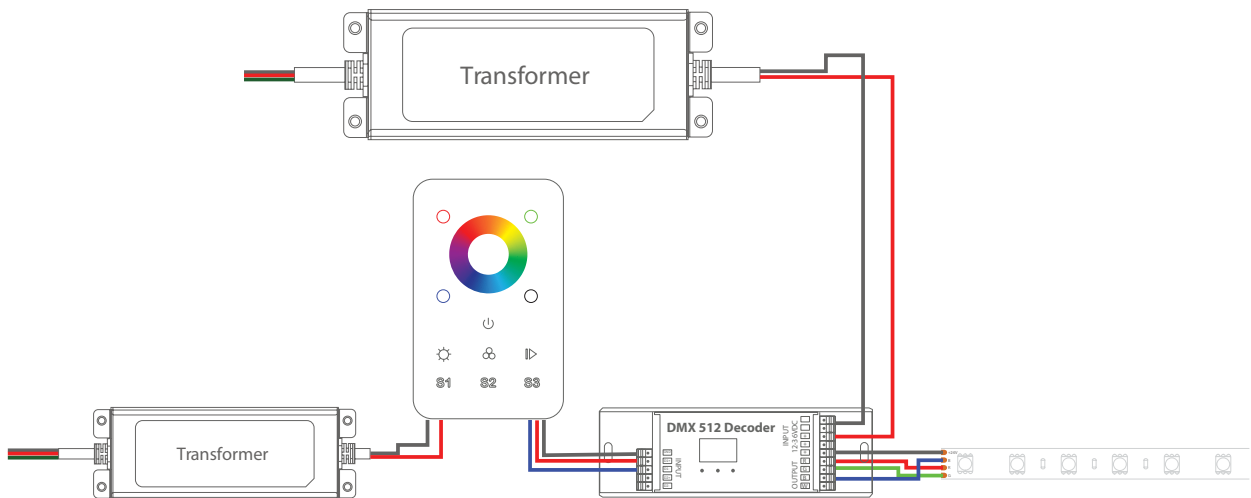 Transformer
S1 S2 S3
Transformer
DMX 512 Decoder
INPUT
INPUT
12-36VDC
OUTPUT